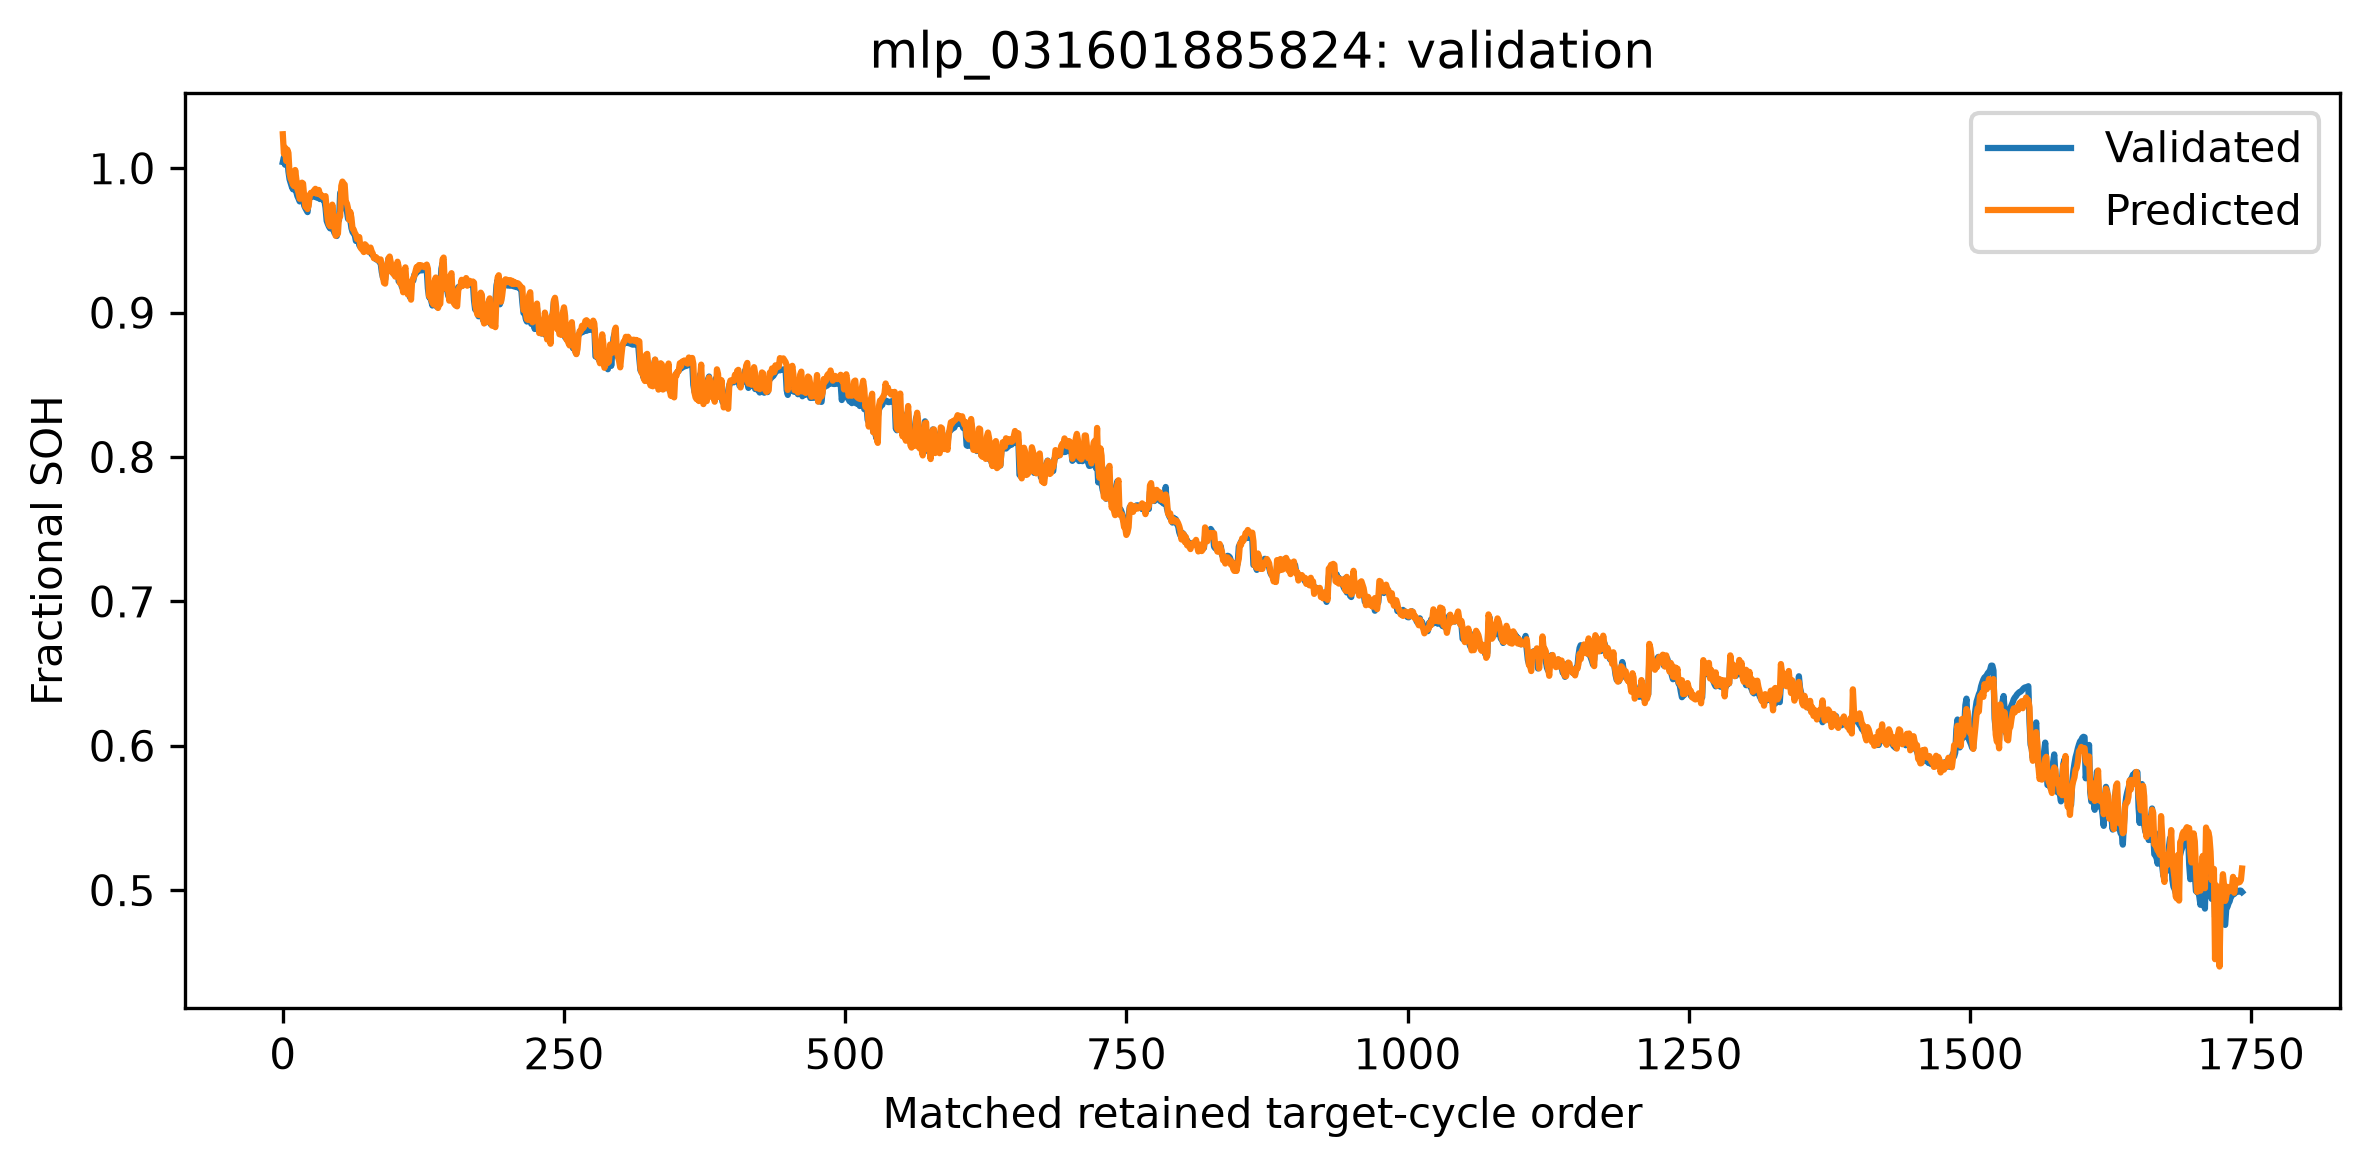 mlp_031601885824: validation
Validated
Predicted
Fractional SOH
1.0
0.9
0.8
0.7
0.6
0.5
0 250 500 750 1000 1250 1500 1750
Matched retained target-cycle order